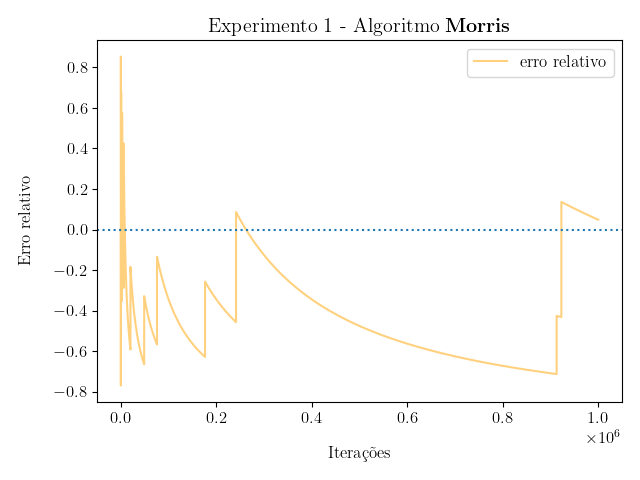 Experimento 1 - Algoritmo Morris
erro relativo
Erro relativo
0.8
0.6
0.4
0.2
0.0
−0.2
−0.4
−0.6
−0.8
0.0 0.2 0.4 0.6 0.8 1.0
×10⁶
Iterações